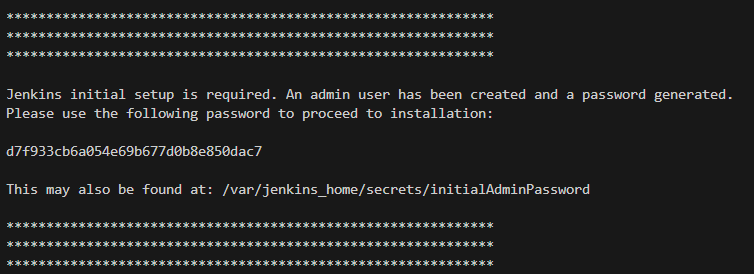 *************************************************************
*************************************************************
*************************************************************
Jenkins initial setup is required. An admin user has been created and a password generated.
Please use the following password to proceed to installation:
d7f933cb6a054e69b677d0b8e850dac7
This may also be found at: /var/jenkins_home/secrets/initialAdminPassword
*************************************************************
*************************************************************
*************************************************************